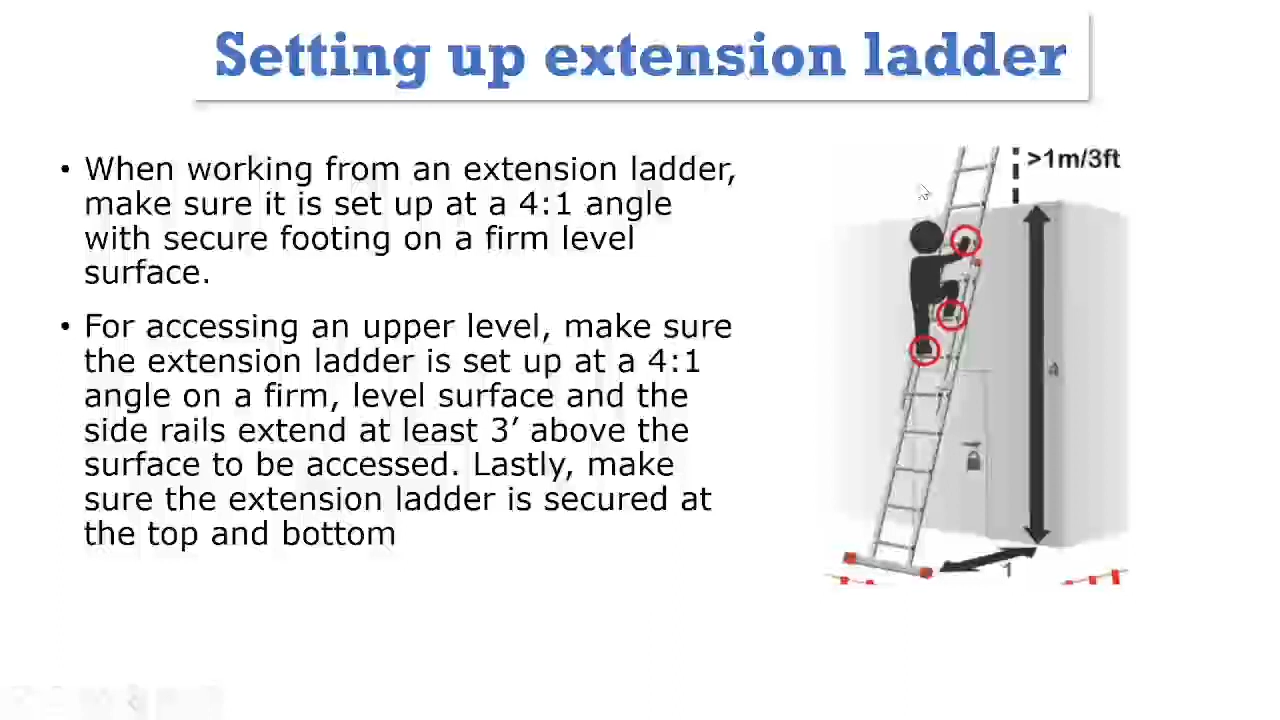 Setting up extension ladder
• When working from an extension ladder,
make sure it is set up at a 4:1 angle
with secure footing on a firm level
surface.
• For accessing an upper level, make sure
the extension ladder is set up at a 4:1
angle on a firm, level surface and the
side rails extend at least 3’ above the
surface to be accessed. Lastly, make
sure the extension ladder is secured at
the top and bottom
>1m/3ft
4
1